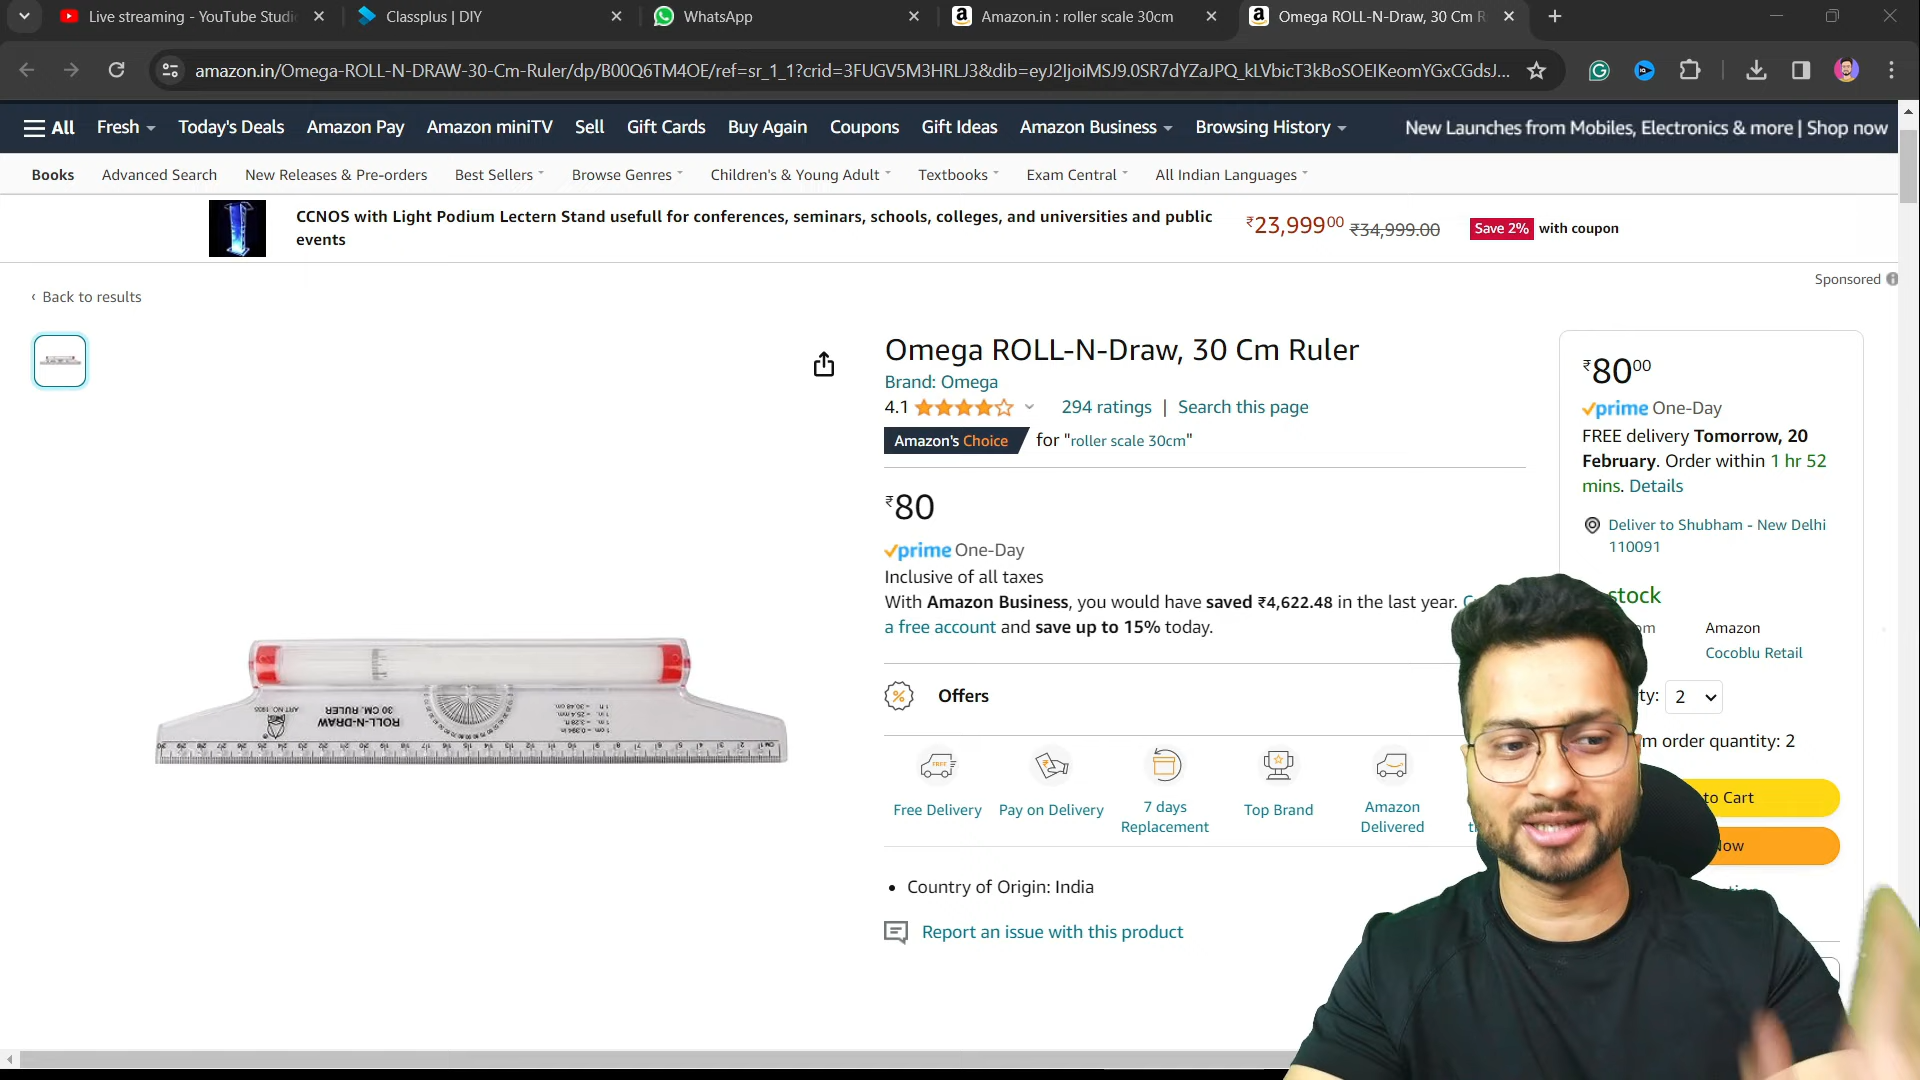 Live streaming - YouTube Studi
Classplus | DIY
WhatsApp
Amazon.in : roller scale 30cm
Omega ROLL-N-Draw, 30 Cm R
amazon.in/Omega-ROLL-N-DRAW-30-Cm-Ruler/dp/B00Q6TM4OE/ref=sr_1_1?crid=3FUGV5M3HRLJ3&dib=eyJ2IjoiMSJ9.0SR7dYZaJPQ_kLVbicT3kBoSOEIKeomYGxCGdsJ...
All Fresh Today's Deals Amazon Pay Amazon miniTV Sell Gift Cards Buy Again Coupons Gift Ideas Amazon Business Browsing History New Launches from Mobiles, Electronics & more | Shop now
Books Advanced Search New Releases & Pre-orders Best Sellers Browse Genres Children's & Young Adult Textbooks Exam Central All Indian Languages
CCNOS with Light Podium Lectern Stand usefull for conferences, seminars, schools, colleges, and universities and public
events
₹23,99900 ₹34,999.00 Save 2% with coupon
Sponsored
‹ Back to results
Omega ROLL-N-Draw, 30 Cm Ruler
Brand: Omega
4.1 294 ratings | Search this page
Amazon's Choice for "roller scale 30cm"
₹80
prime One-Day
Inclusive of all taxes
With Amazon Business, you would have saved ₹4,622.48 in the last year.
a free account and save up to 15% today.
Offers
FREE
Free Delivery
Pay on Delivery
7 days
Replacement
Top Brand
Amazon
Delivered
Country of Origin: India
Report an issue with this product
ROLL-N-DRAW
30 CM. RULER
₹8000
prime One-Day
FREE delivery Tomorrow, 20
February. Order within 1 hr 52
mins. Details
Deliver to Shubham - New Delhi
110091
stock
Amazon
Cocoblu Retail
ty: 2
m order quantity: 2
to Cart
Now